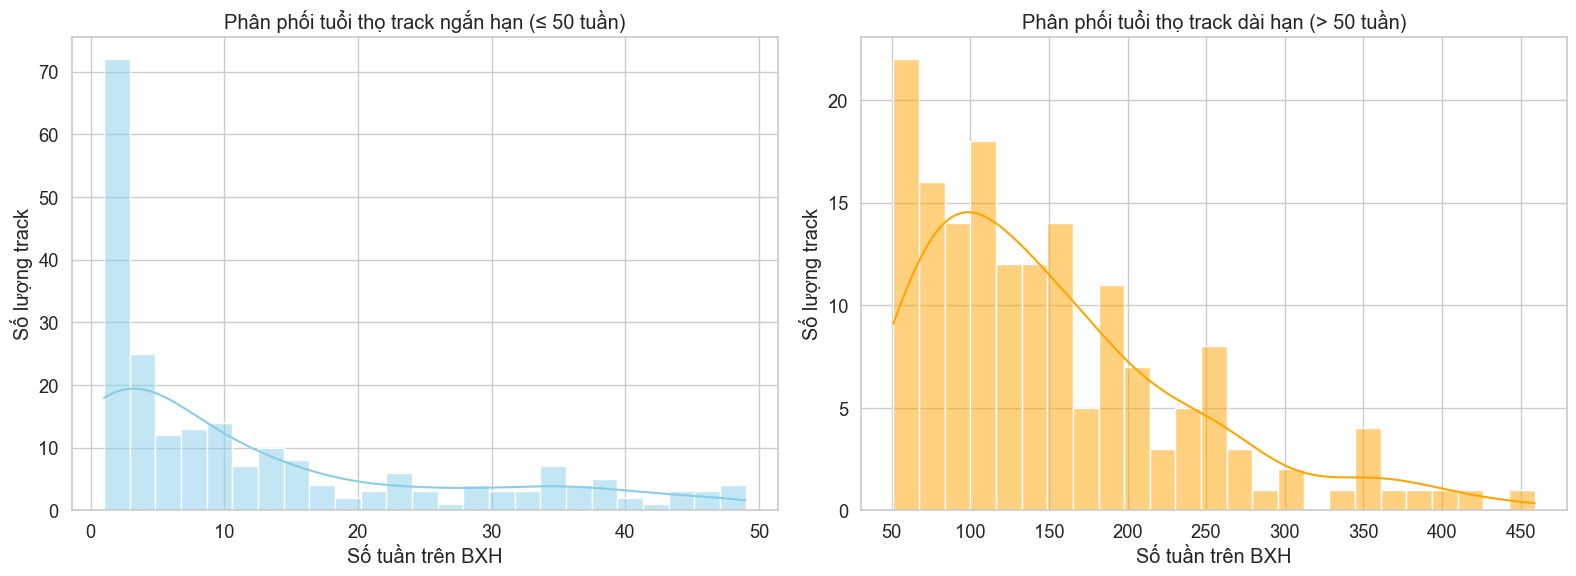 Phân phối tuổi thọ track ngắn hạn (≤ 50 tuần)
Số lượng track
70
60
50
40
30
20
10
0
0 10 20 30 40 50
Số tuần trên BXH
Phân phối tuổi thọ track dài hạn (> 50 tuần)
Số lượng track
20
15
10
5
0
50 100 150 200 250 300 350 400 450
Số tuần trên BXH